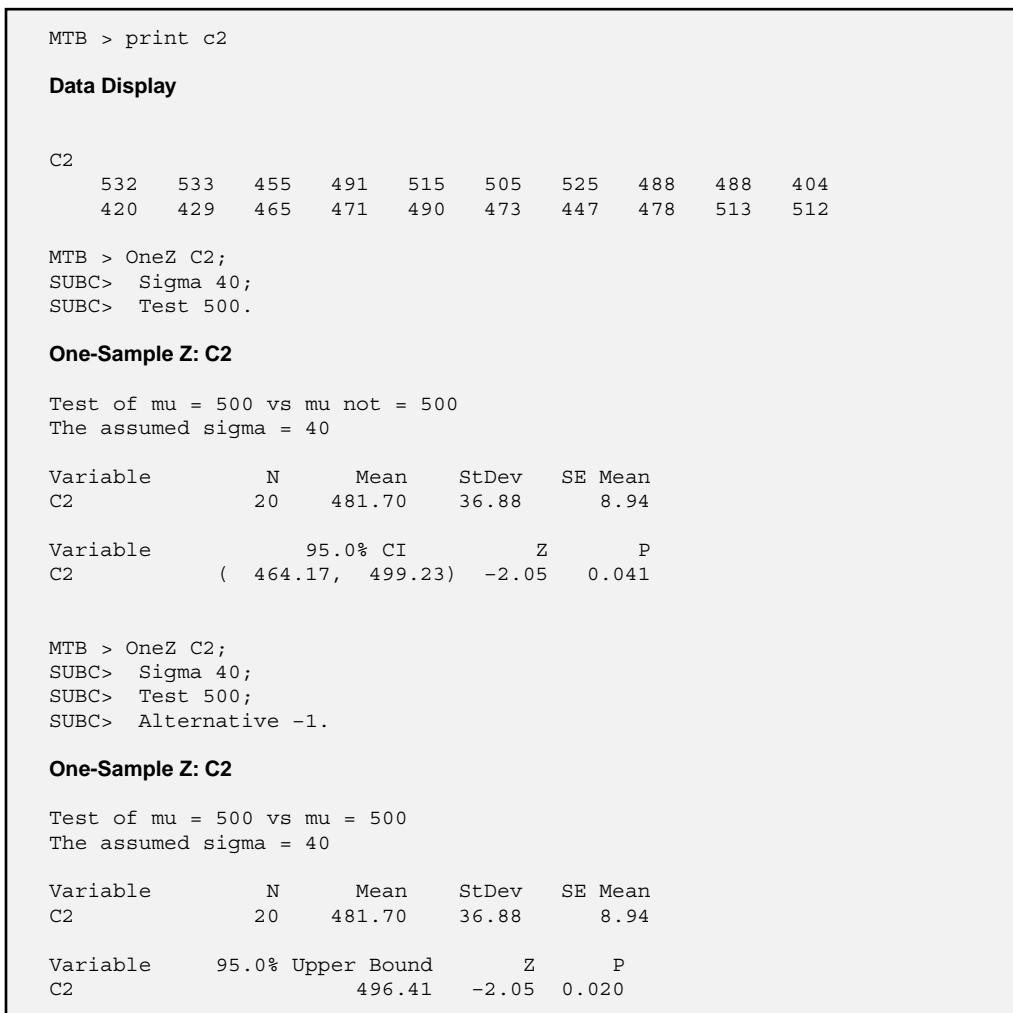 MTB > print c2
Data Display
C2
532 533 455 491 515 505 525 488 488 404
420 429 465 471 490 473 447 478 513 512
MTB > OneZ C2;
SUBC> Sigma 40;
SUBC> Test 500.
One-Sample Z: C2
Test of mu = 500 vs mu not = 500
The assumed sigma = 40
Variable N Mean StDev SE Mean
C2 20 481.70 36.88 8.94
Variable 95.0% CI Z P
C2 ( 464.17, 499.23) −2.05 0.041
MTB > OneZ C2;
SUBC> Sigma 40;
SUBC> Test 500;
SUBC> Alternative −1.
One-Sample Z: C2
Test of mu = 500 vs mu = 500
The assumed sigma = 40
Variable N Mean StDev SE Mean
C2 20 481.70 36.88 8.94
Variable 95.0% Upper Bound Z P
C2 496.41 −2.05 0.020